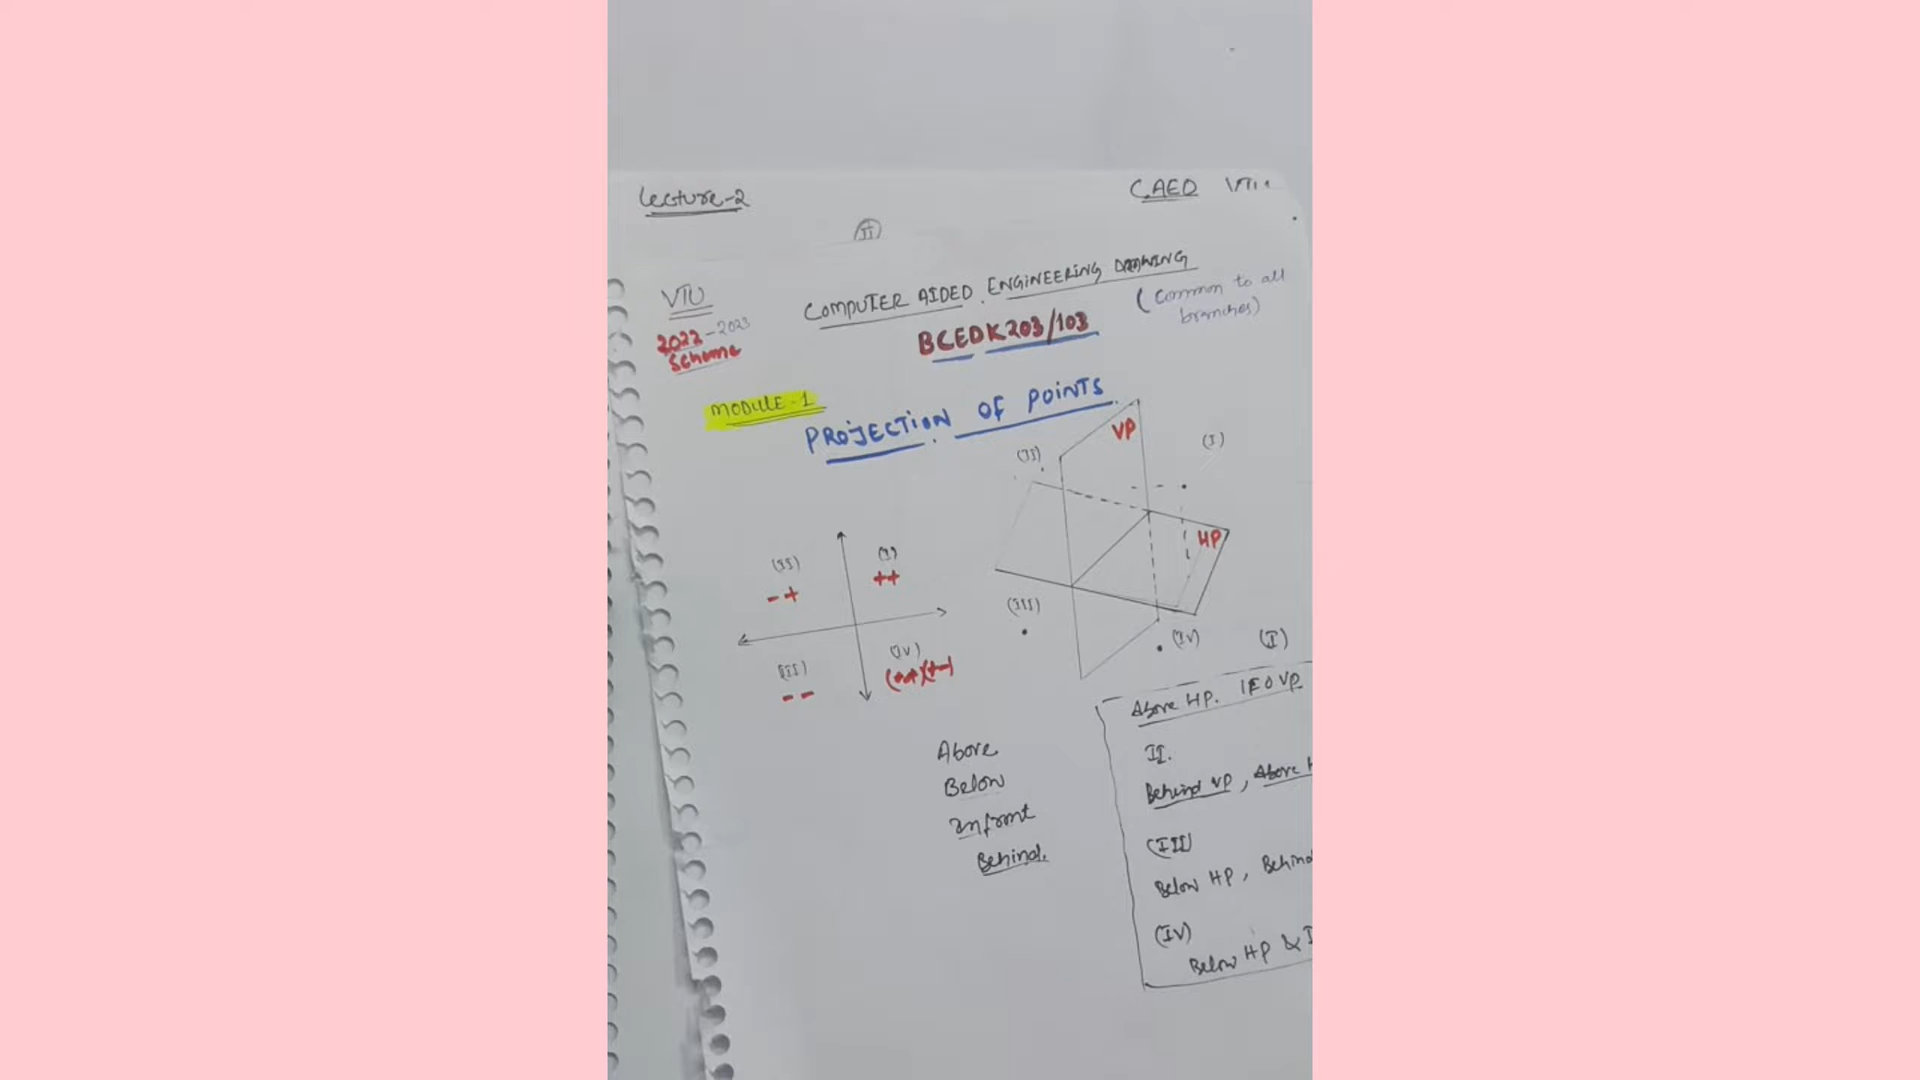 Lecture-2
CAED VTU
II
COMPUTER AIDED ENGINEERING DRAWING
(Common to all
branches)
VTU
2022-2023
Scheme
BCEDK203/103
MODULE-1
PROJECTION OF POINTS
VP
(I)
(II)
HP
(III)
(IV)
(II)
-+
(I)
++
(III)
--
(IV)
(+-)
(I)
Above HP. IFO VP
II.
Behind VP, Above H
(III)
Below HP, Behind
(IV)
Below HP & I
Above
Below
Infront
Behind.